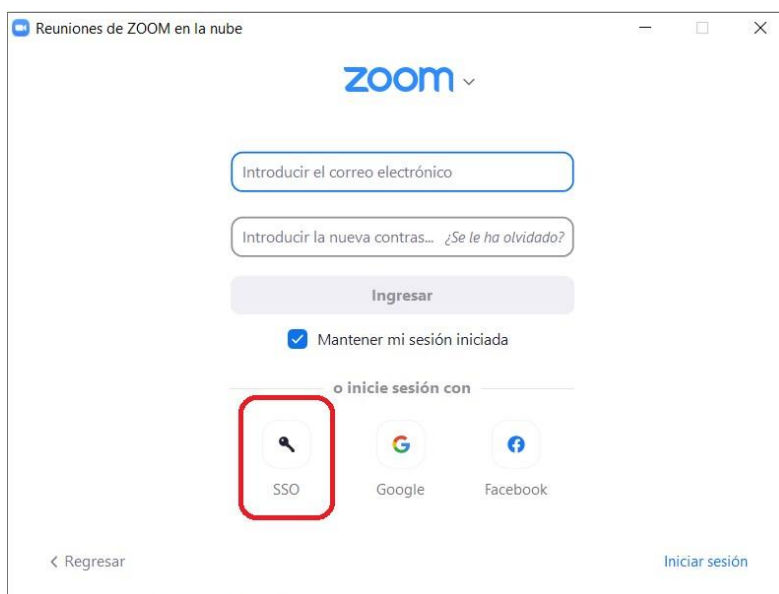 Reuniones de ZOOM en la nube
zoom
Introducir el correo electrónico
Introducir la nueva contras... ¿Se le ha olvidado?
Ingresar
Mantener mi sesión iniciada
o inicie sesión con
SSO Google Facebook
Regresar Iniciar sesión